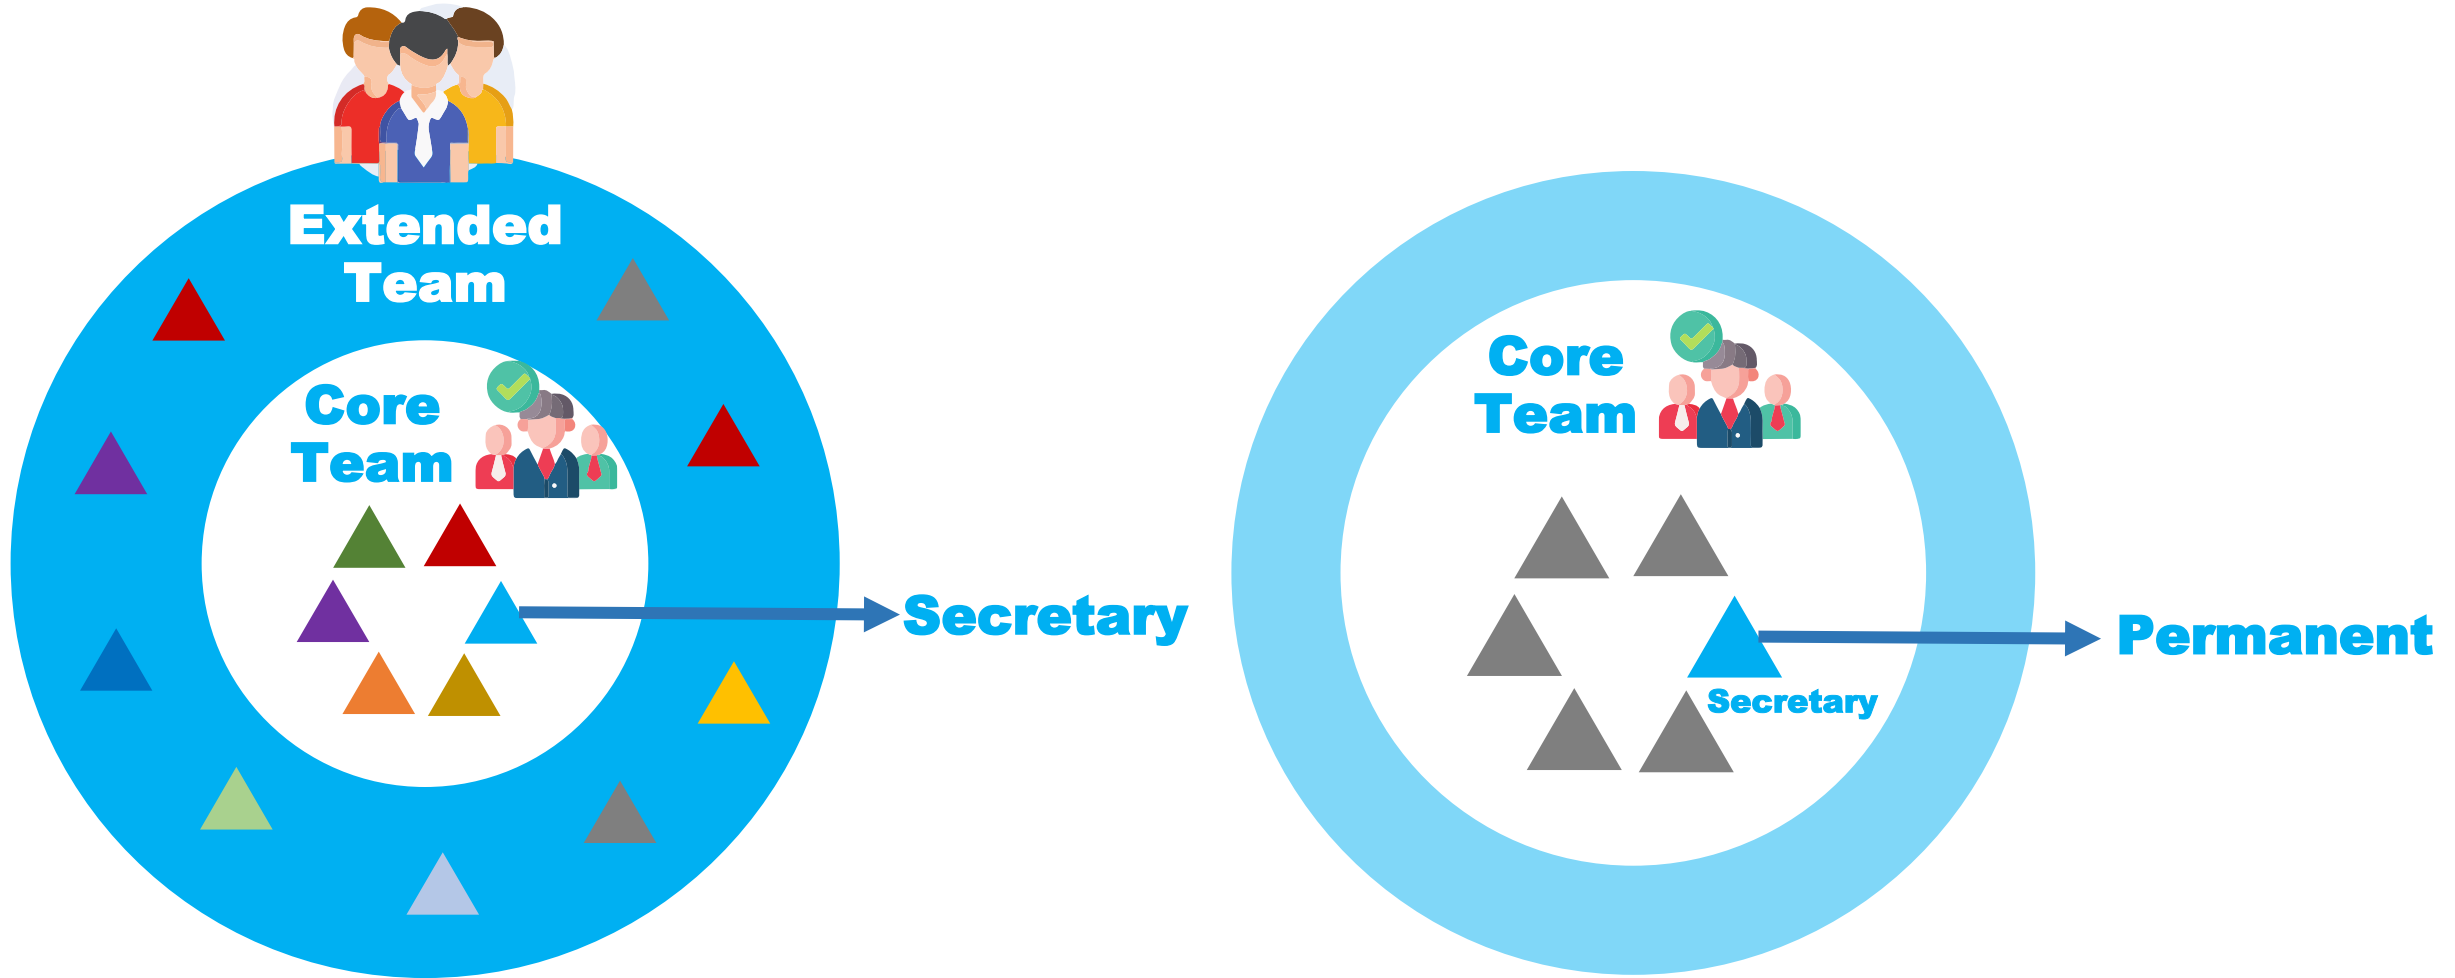 Extended
Team
Core
Team
Secretary
Core
Team
Secretary
Permanent